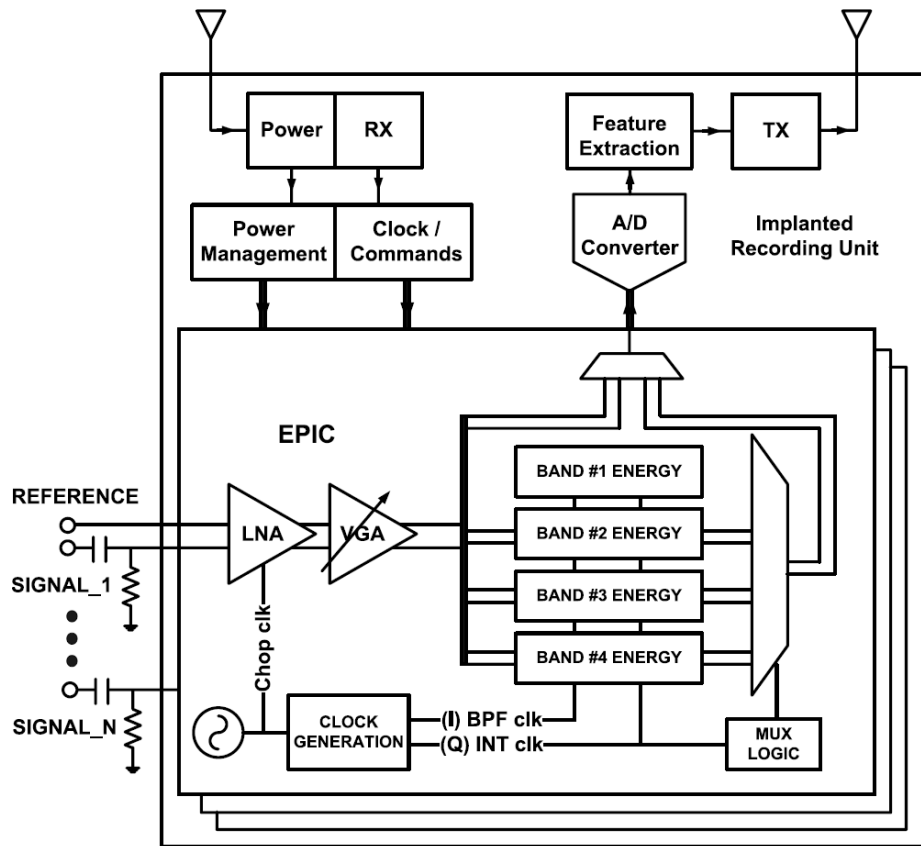 Power
RX
Feature
Extraction
TX
Power
Management
Clock /
Commands
A/D
Converter
Implanted
Recording Unit
EPIC
BAND #1 ENERGY
REFERENCE
LNA
VGA
BAND #2 ENERGY
SIGNAL_1
BAND #3 ENERGY
Chop clk
BAND #4 ENERGY
SIGNAL_N
CLOCK
GENERATION
(I) BPF clk
(Q) INT clk
MUX
LOGIC